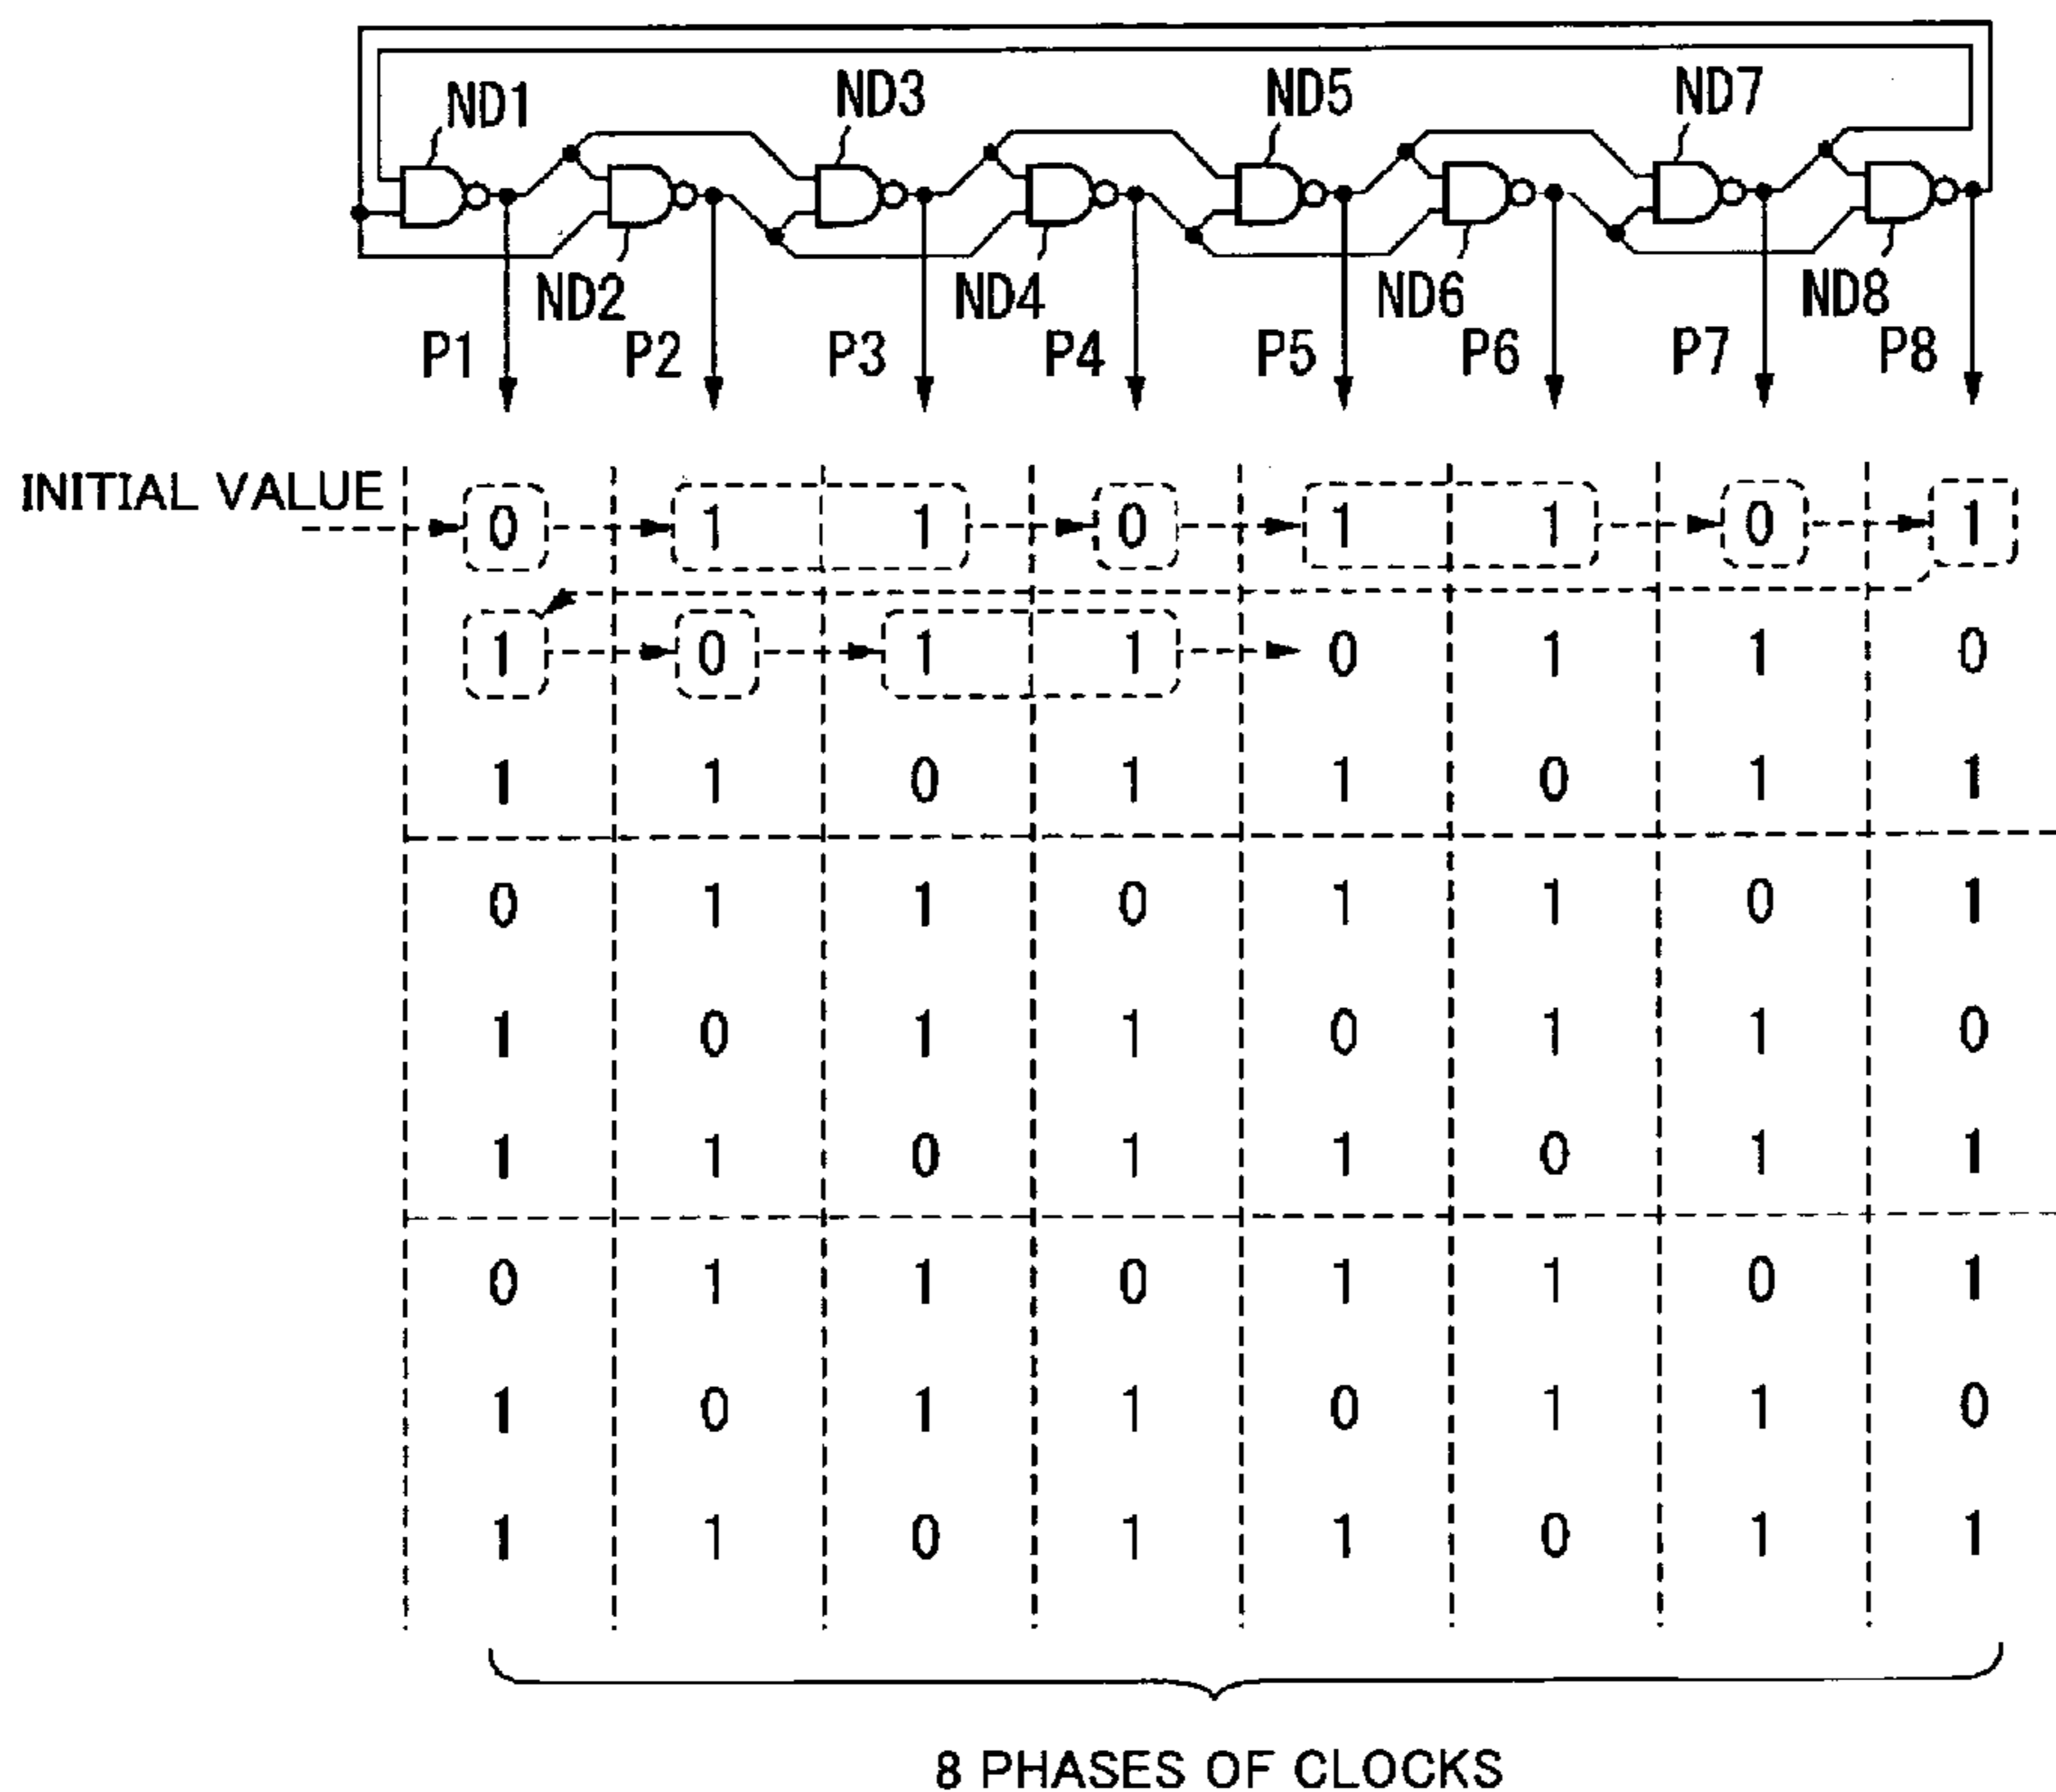 ND1 ND3 ND5 ND7
ND2 ND4 ND6 ND8
P1 P2 P3 P4 P5 P6 P7 P8
INITIAL VALUE 0 1 1 0 1 1 0 1
1 0 1 1 0 1 1 0
1 1 0 1 1 0 1 1
0 1 1 0 1 1 0 1
1 0 1 1 0 1 1 0
1 1 0 1 1 0 1 1
0 1 1 0 1 1 0 1
1 0 1 1 0 1 1 0
1 1 0 1 1 0 1 1
8 PHASES OF CLOCKS